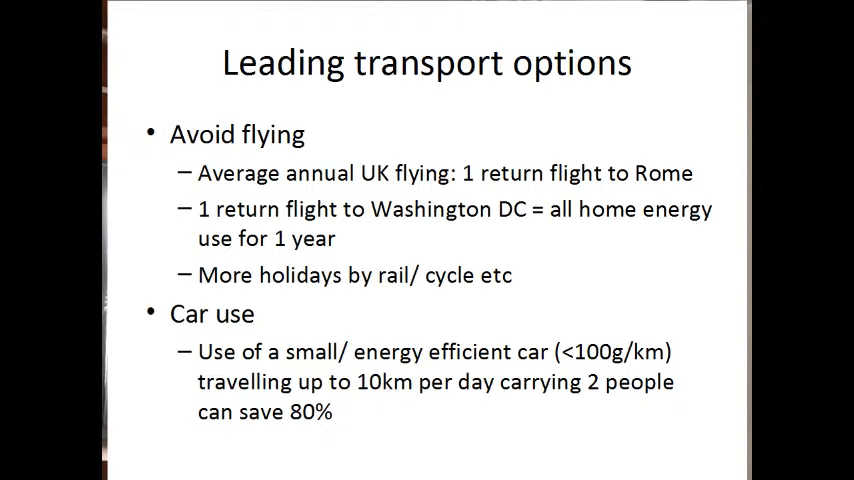 Leading transport options
• Avoid flying
– Average annual UK flying: 1 return flight to Rome
– 1 return flight to Washington DC = all home energy
use for 1 year
– More holidays by rail/ cycle etc
• Car use
– Use of a small/ energy efficient car (<100g/km)
travelling up to 10km per day carrying 2 people
can save 80%